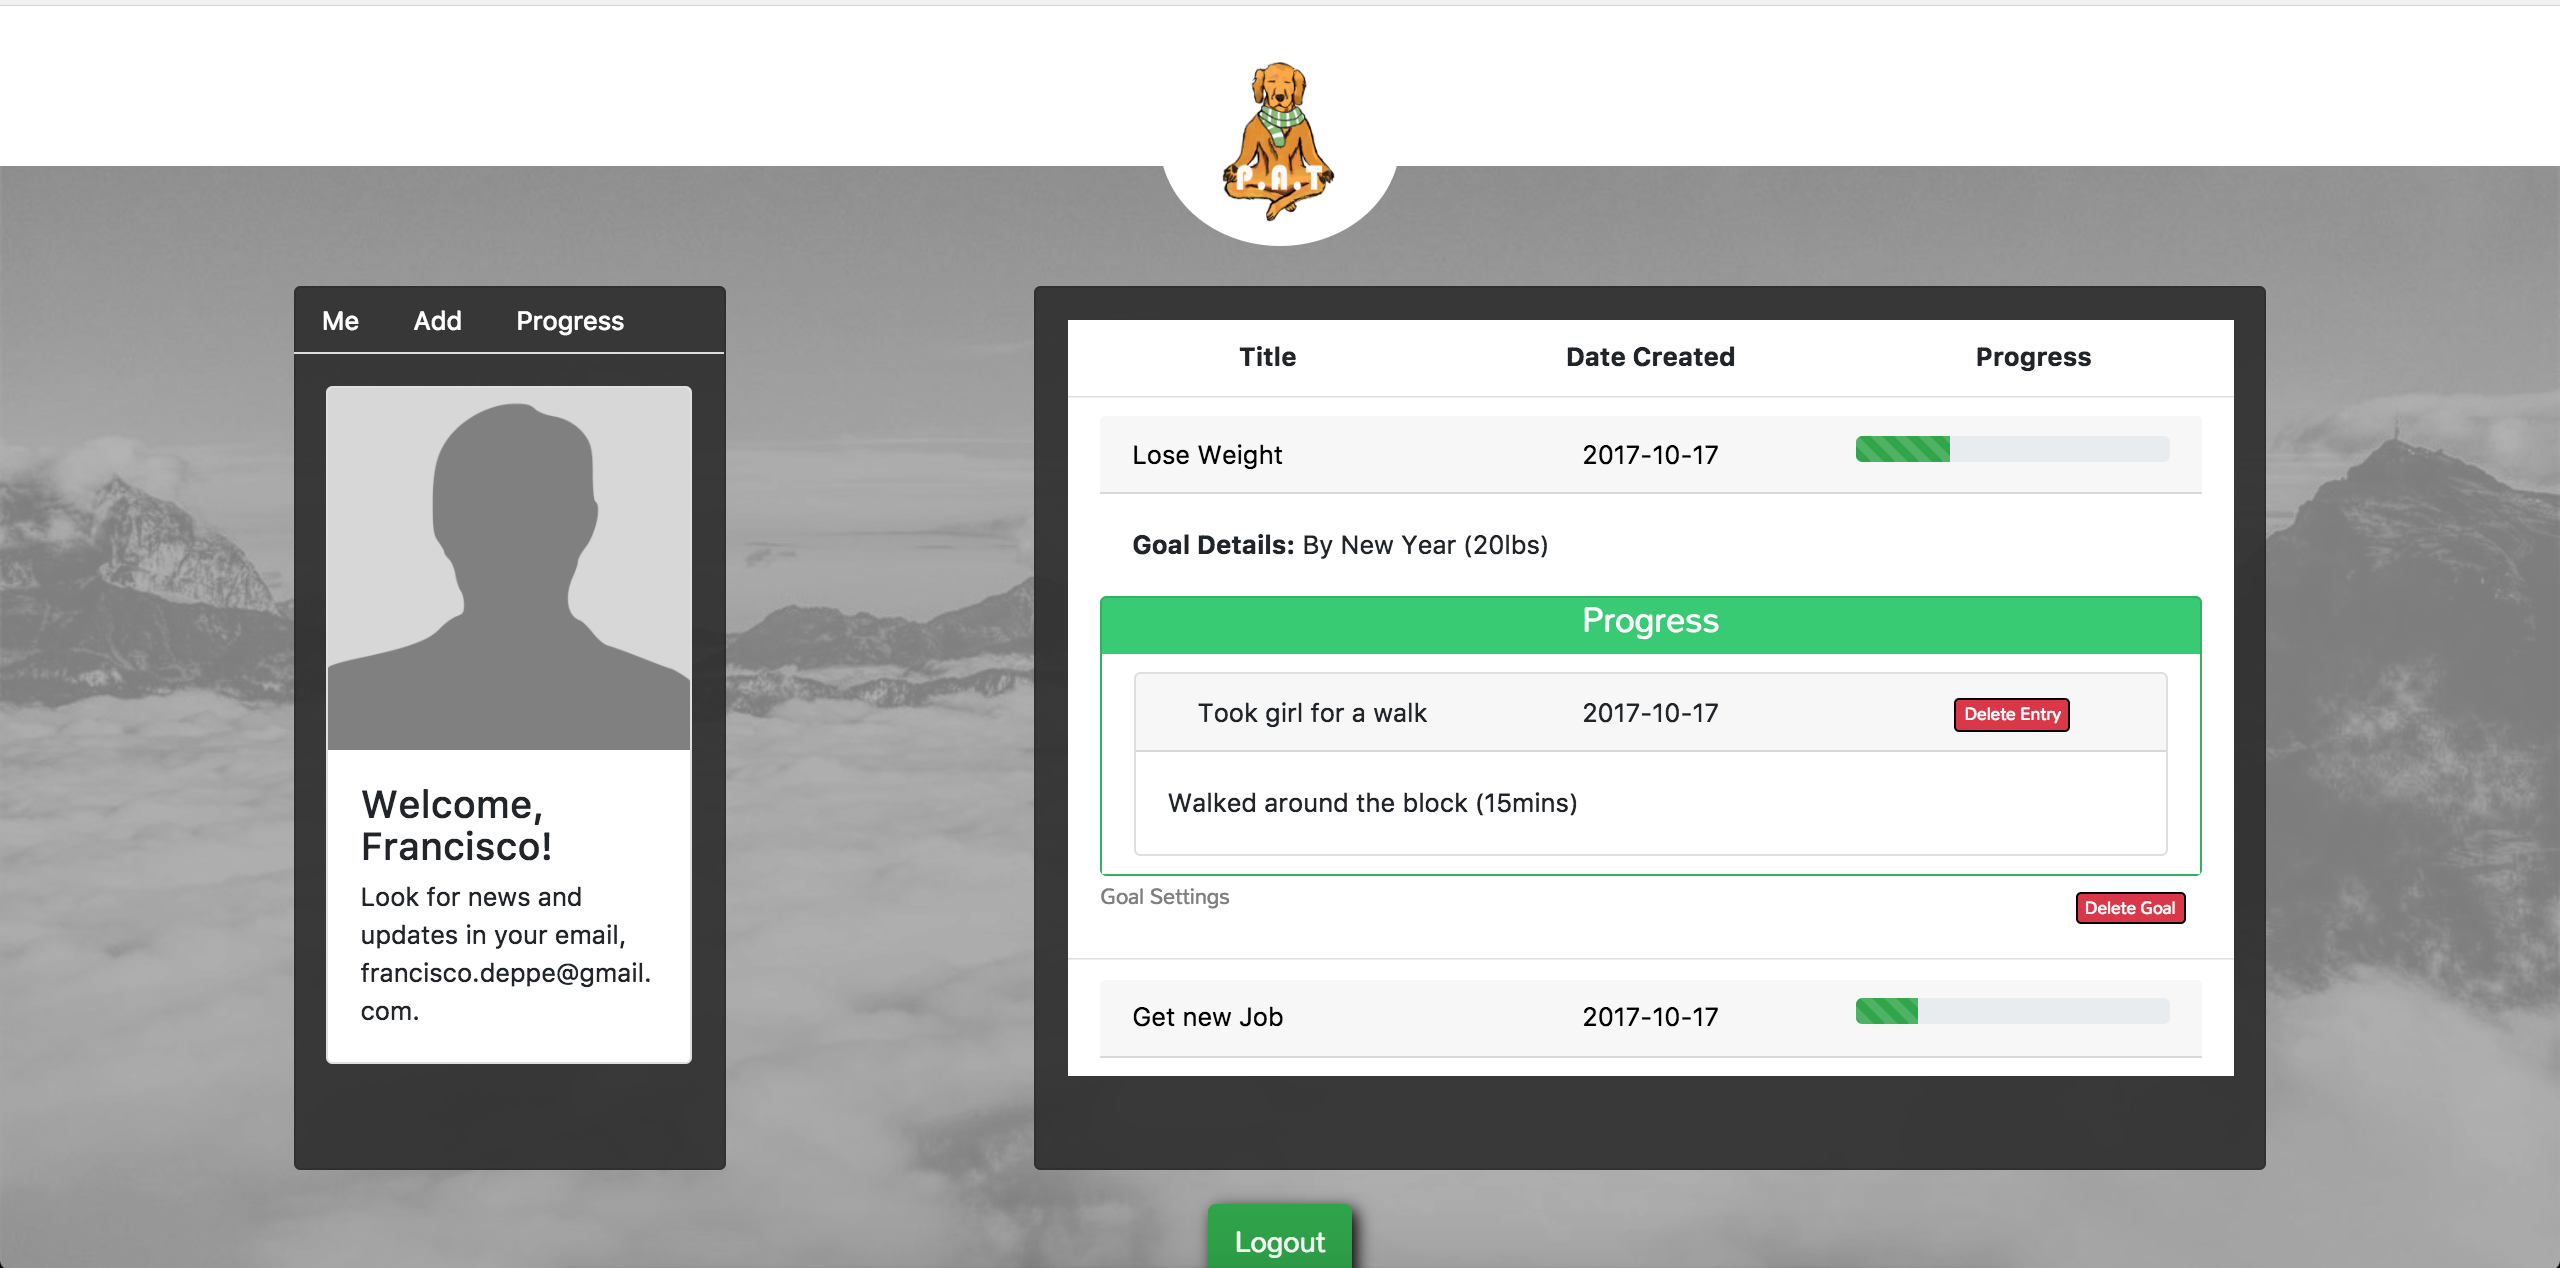 P.A.T
Me Add Progress
Welcome,
Francisco!
Look for news and
updates in your email,
francisco.deppe@gmail.
com.
Title Date Created Progress
Lose Weight 2017-10-17
Goal Details: By New Year (20lbs)
Progress
Took girl for a walk 2017-10-17 Delete Entry
Walked around the block (15mins)
Goal Settings
Delete Goal
Get new Job 2017-10-17
Logout